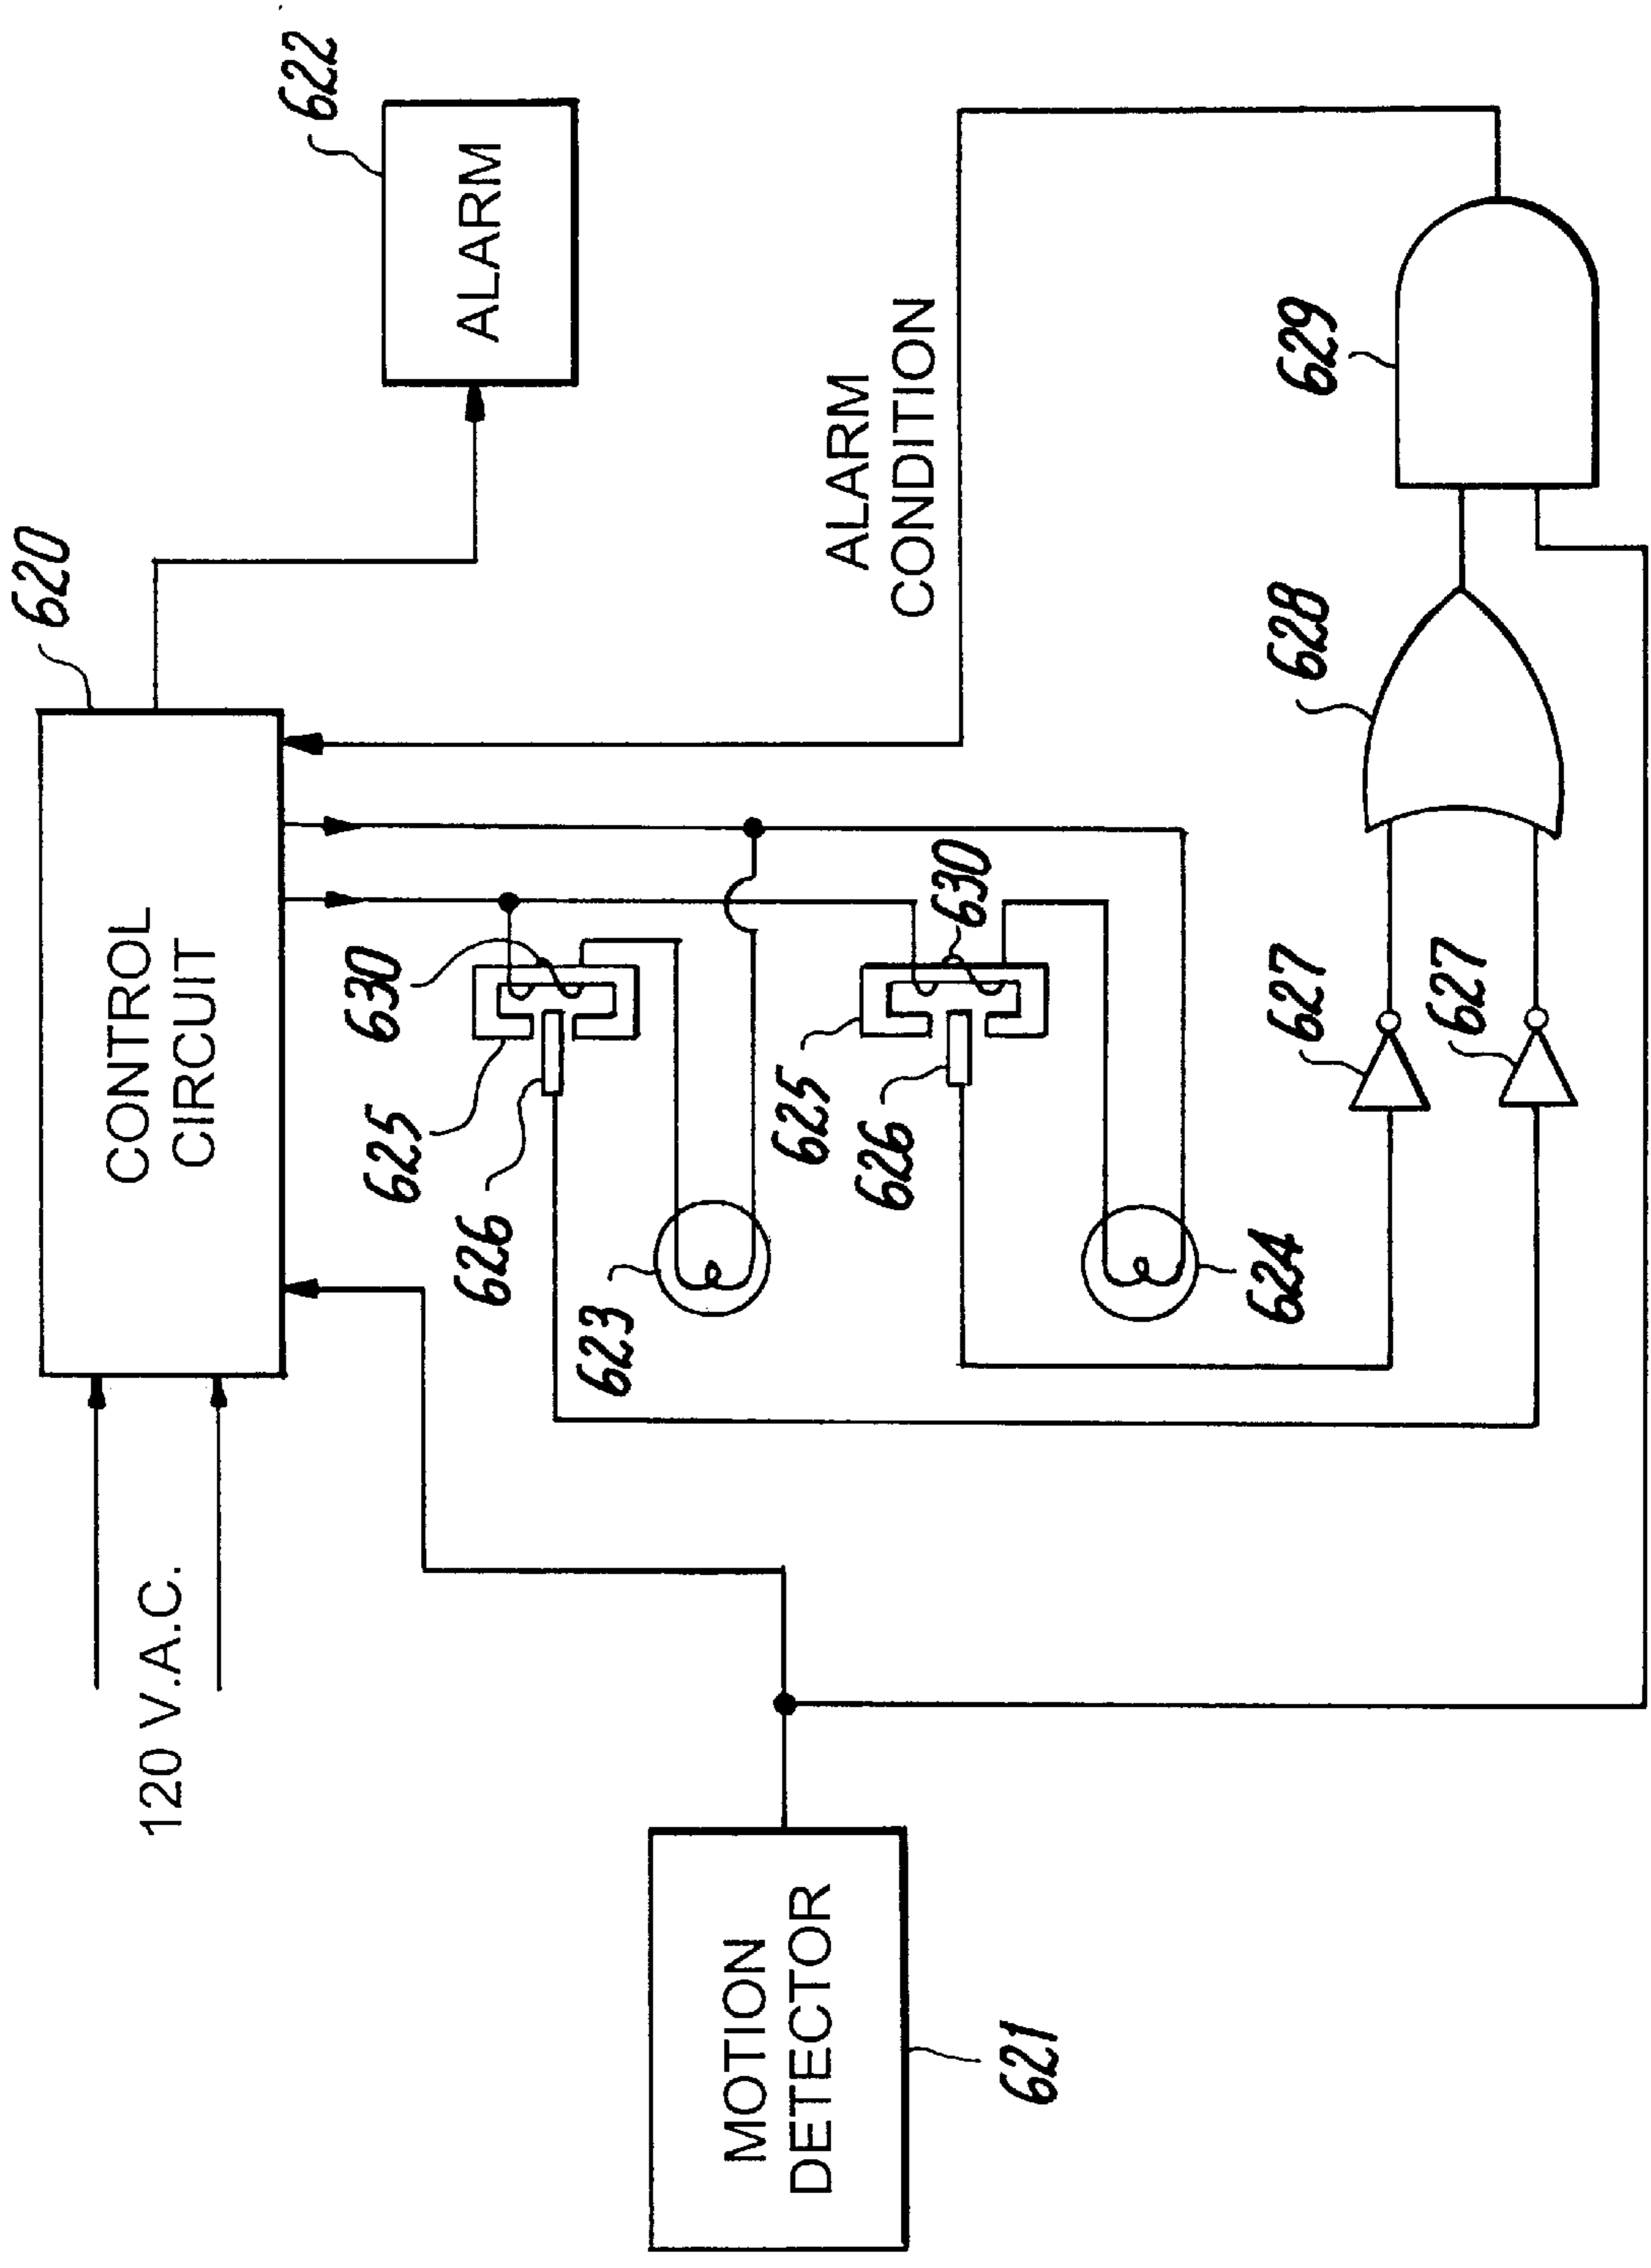 120 V.A.C.
CONTROL
CIRCUIT
620
622
ALARM
ALARM
CONDITION
630
625
626
623
630
625
626
624
627
627
628
629
MOTION
DETECTOR
621